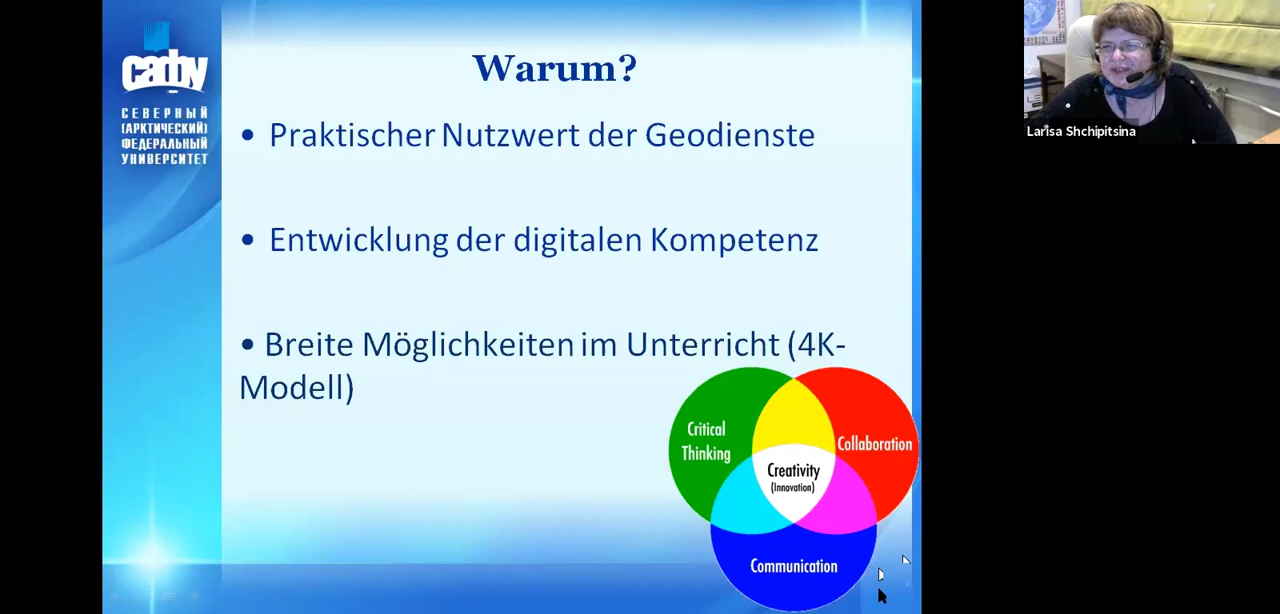 сафу
СЕВЕРНЫЙ
(АРКТИЧЕСКИЙ)
ФЕДЕРАЛЬНЫЙ
УНИВЕРСИТЕТ
Warum?
• Praktischer Nutzwert der Geodienste
• Entwicklung der digitalen Kompetenz
• Breite Möglichkeiten im Unterricht (4K-
Modell)
Critical
Thinking
Collaboration
Creativity
(Innovation)
Communication
Larisa Shchipitsina